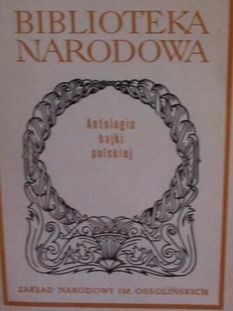 BIBLIOTEKA
NARODOWA
Antologia
bajki
polskiej
ZAKŁAD NARODOWY IM. OSSOLIŃSKICH